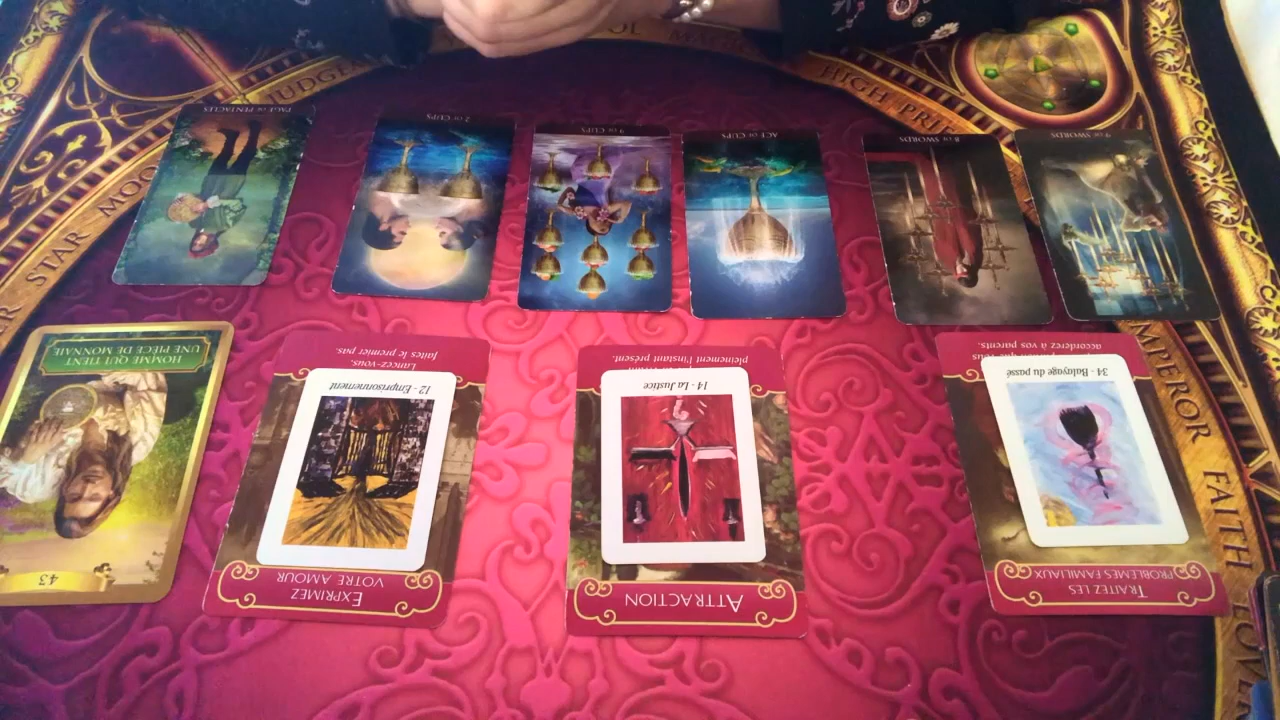 PAGE OF PENTACLES
2 OF CUPS
9 OF CUPS
ACE OF CUPS
8 OF SWORDS
9 OF SWORDS
STAR
MOO
JUDGE
HIGH PRI
EMPEROR
FAITH
LOVE
HOMME QUI TIENT
UNE PIÈCE DE MONNAIE
43
Lancez-vous,
faites le premier pas.
12 - Emprisonnement
EXPRIMEZ
VOTRE AMOUR
pleinement l'instant présent.
14 - La Justice
ATTRACTION
accorderez à vos parents.
34 - Balayage du passé
TRAITEZ LES
PROBLÈMES FAMILIAUX